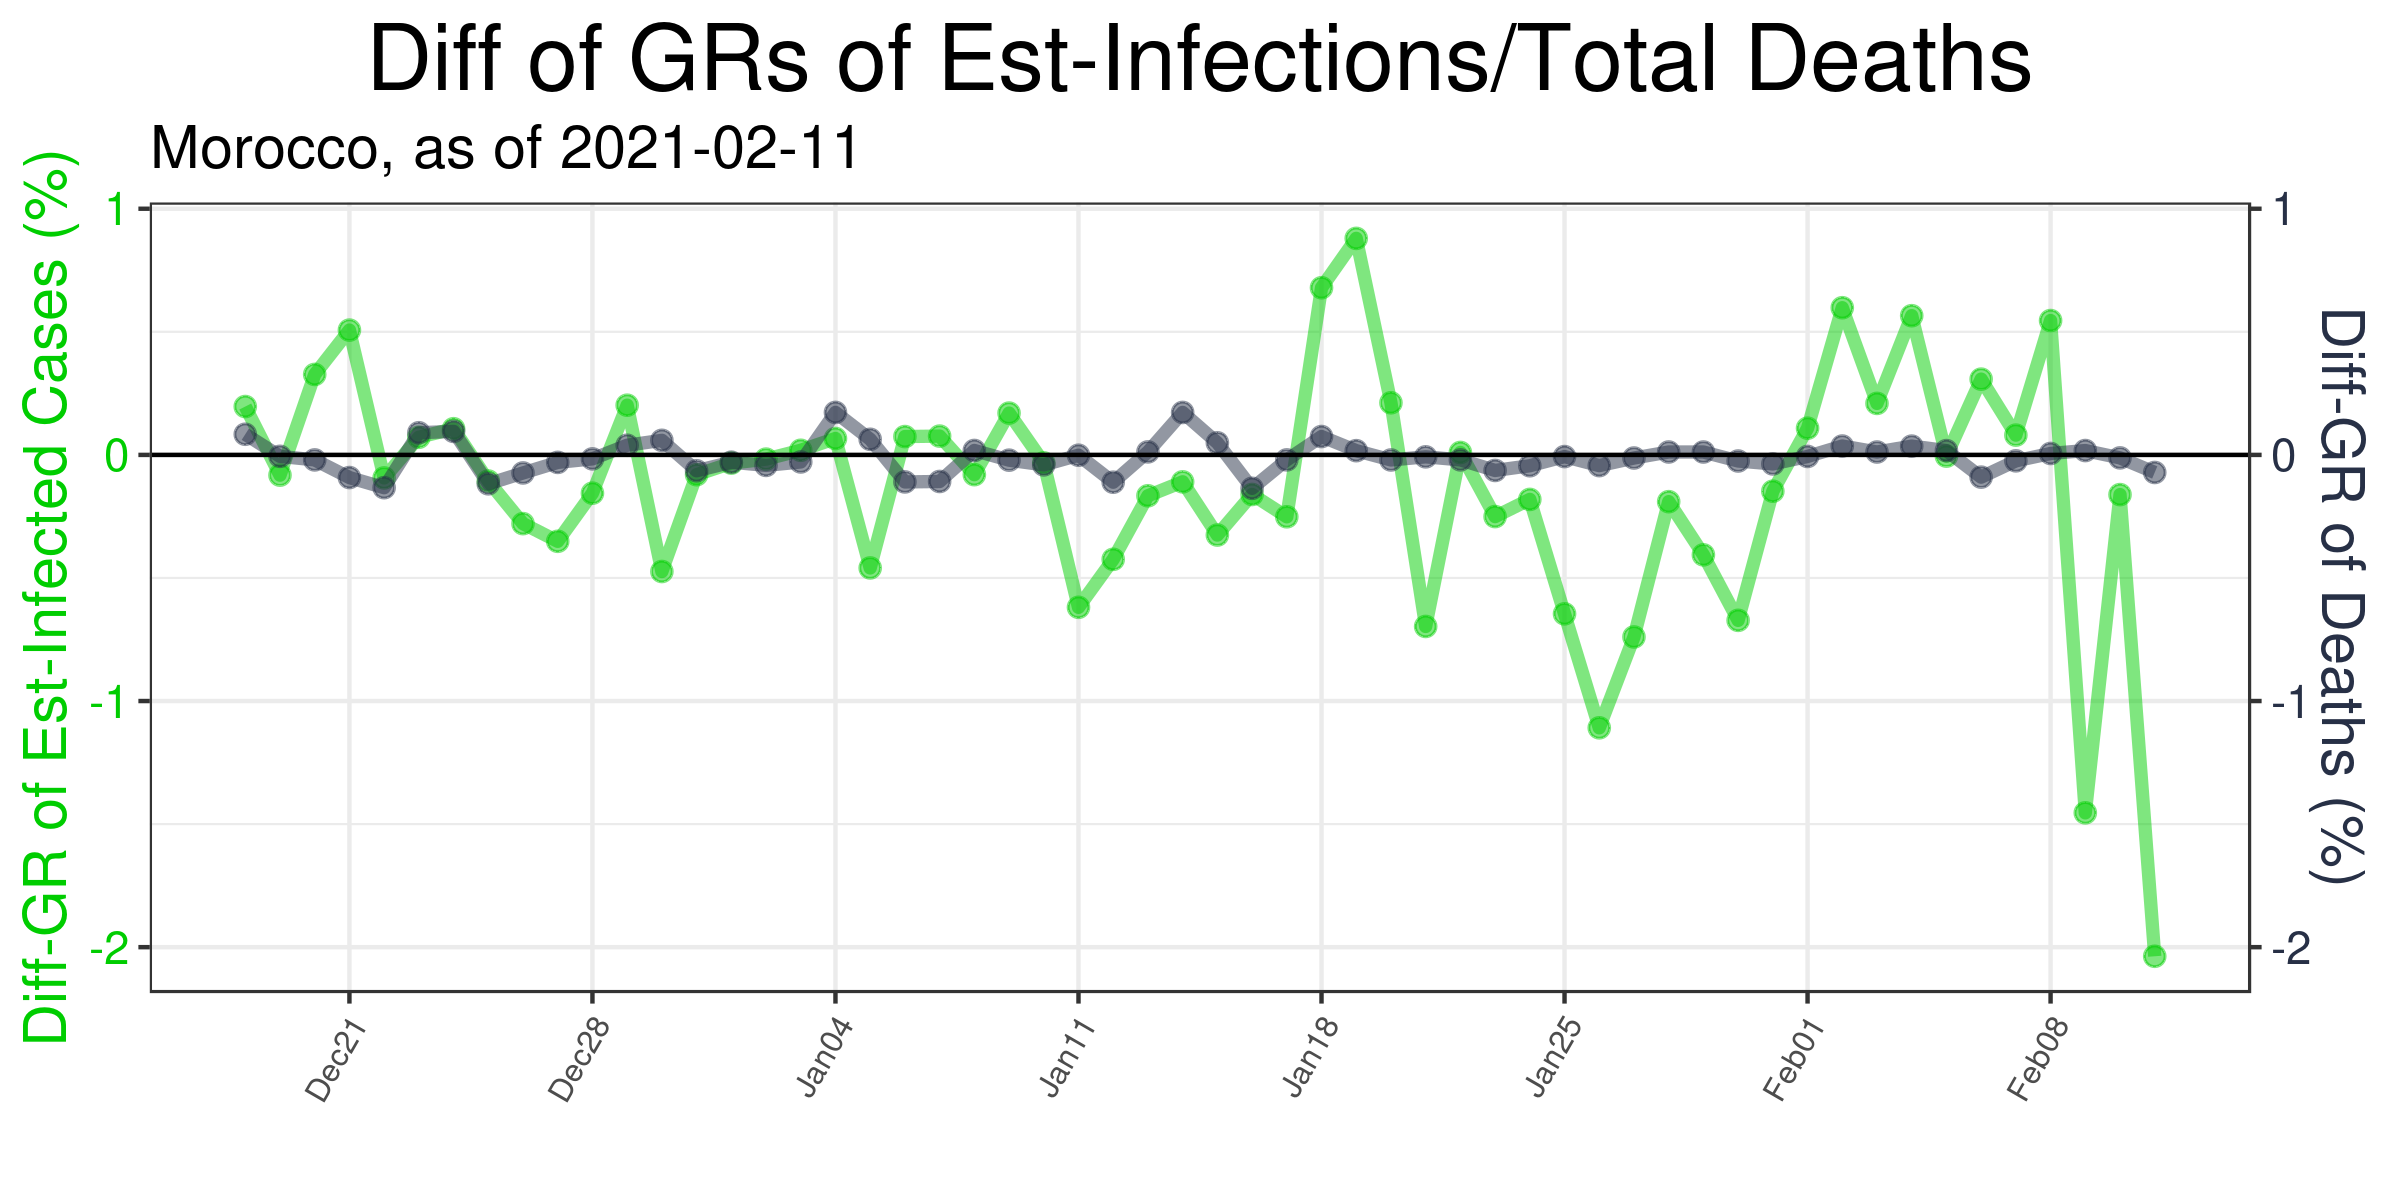 Diff of GRs of Est-Infections/Total Deaths
Morocco, as of 2021-02-11
Diff-GR of Est-Infected Cases (%)
1
0
-1
-2
1
0
-1
-2
Diff-GR of Deaths (%)
Dec21
Dec28
Jan04
Jan11
Jan18
Jan25
Feb01
Feb08